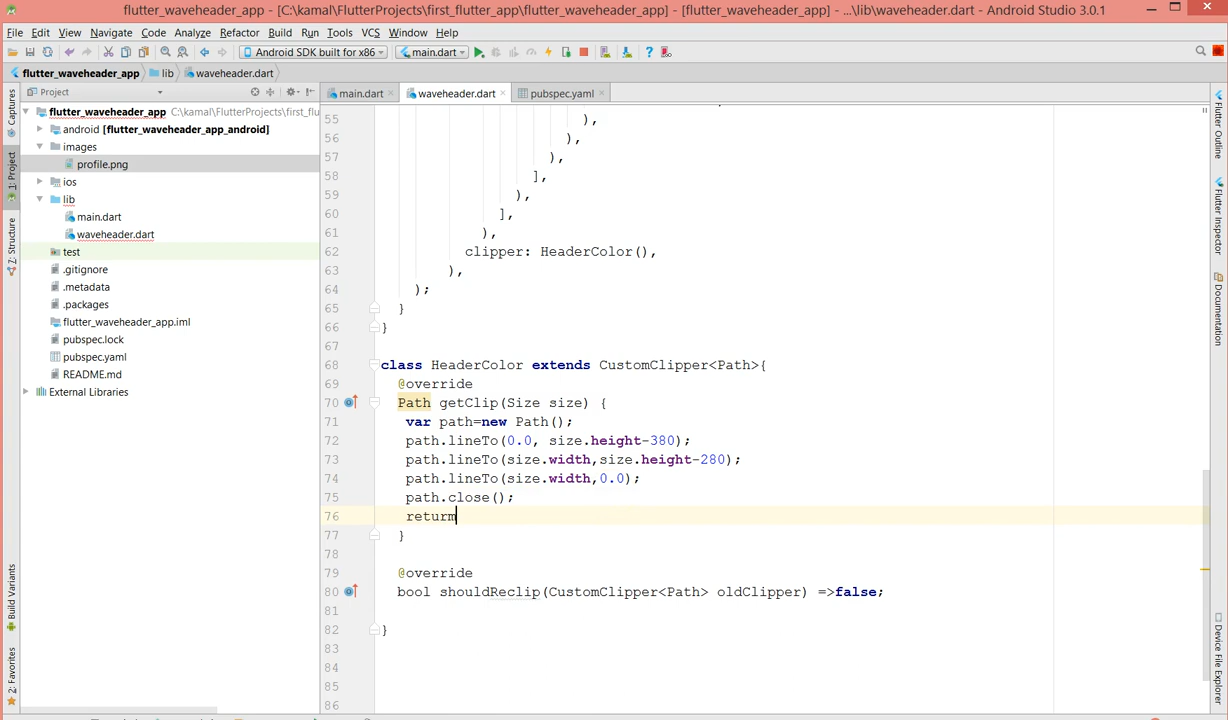 flutter_waveheader_app - [C:\kamal\FlutterProjects\first_flutter_app\flutter_waveheader_app] - [flutter_waveheader_app] - ...\lib\waveheader.dart - Android Studio 3.0.1
File Edit View Navigate Code Analyze Refactor Build Run Tools VCS Window Help
Android SDK built for x86 main.dart
flutter_waveheader_app lib waveheader.dart
Project
main.dart waveheader.dart pubspec.yaml
flutter_waveheader_app C:\kamal\FlutterProjects\first_flu
android [flutter_waveheader_app_android]
images
profile.png
ios
lib
main.dart
waveheader.dart
test
.gitignore
.metadata
.packages
flutter_waveheader_app.iml
pubspec.lock
pubspec.yaml
README.md
External Libraries
Captures
1: Project
7: Structure
Build Variants
2: Favorites
55 ),
56 ),
57 ),
58 ],
59 ),
60 ],
61 ),
62 clipper: HeaderColor(),
63 ),
64 );
65 }
66 }
67
68 class HeaderColor extends CustomClipper<Path>{
69 @override
70 Path getClip(Size size) {
71 var path=new Path();
72 path.lineTo(0.0, size.height-380);
73 path.lineTo(size.width,size.height-280);
74 path.lineTo(size.width,0.0);
75 path.close();
76 returm
77 }
78
79 @override
80 bool shouldReclip(CustomClipper<Path> oldClipper) =>false;
81
82 }
83
84
85
86
Flutter Outline
Flutter Inspector
Documentation
Device File Explorer